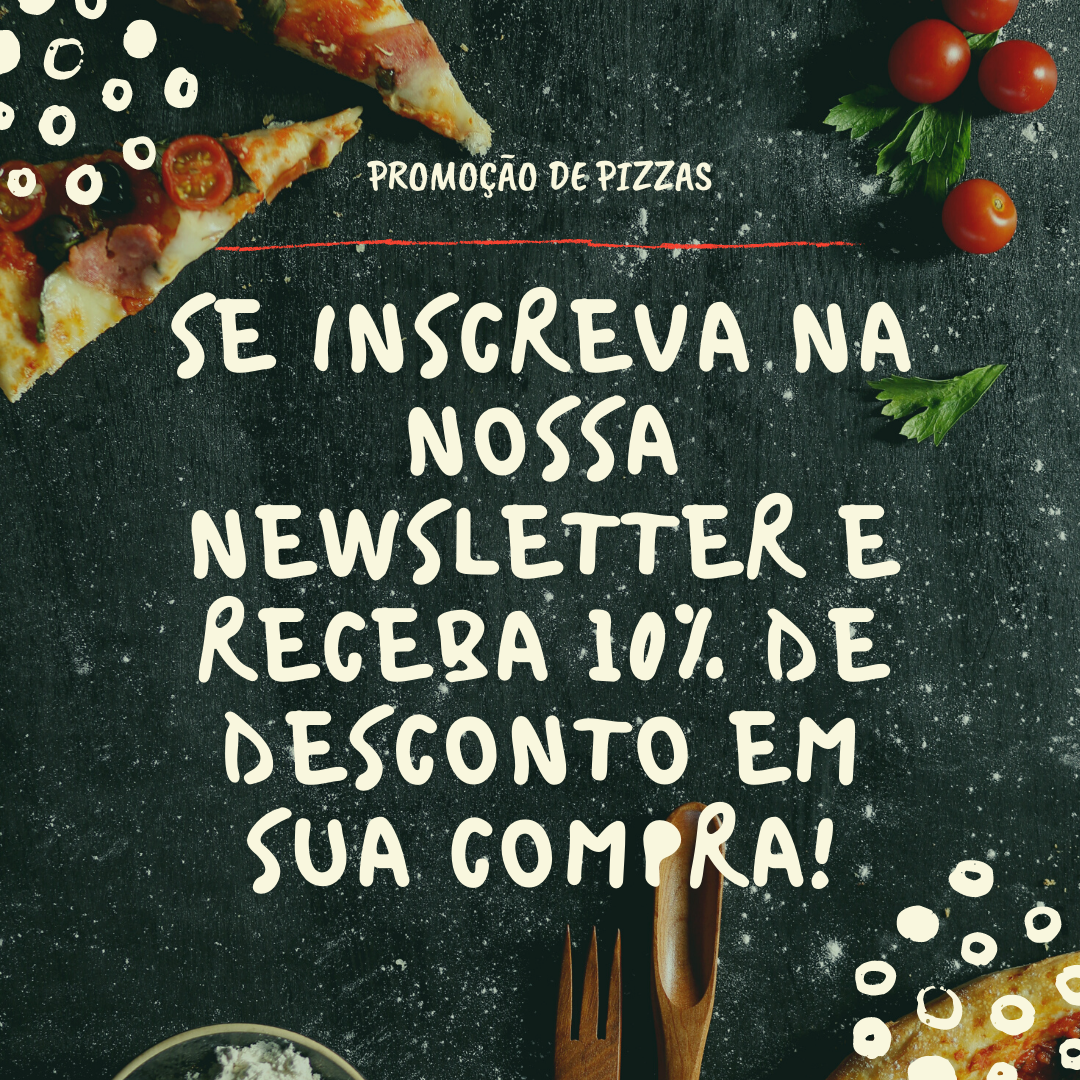 PROMOÇÃO DE PIZZAS
SE INSCREVA NA
NOSSA
NEWSLETTER E
RECEBA 10% DE
DESCONTO EM
SUA COMPRA!